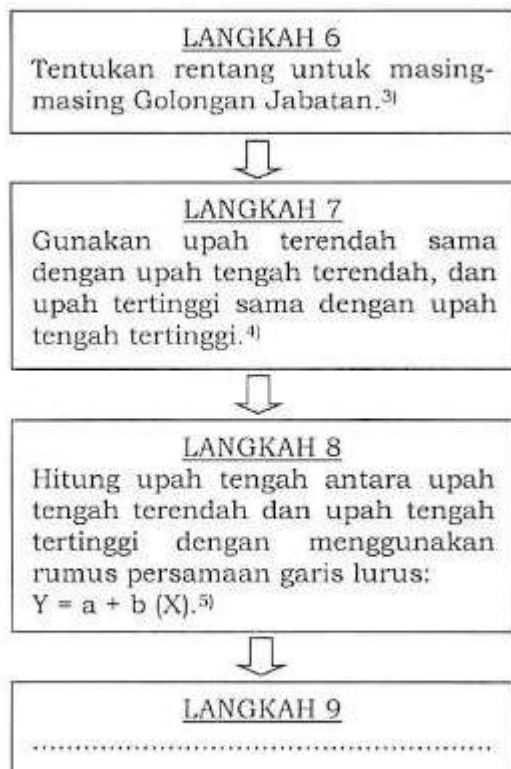 LANGKAH 6
Tentukan rentang untuk masing-
masing Golongan Jabatan.³⁾
LANGKAH 7
Gunakan upah terendah sama
dengan upah tengah terendah, dan
upah tertinggi sama dengan upah
tengah tertinggi.⁴⁾
LANGKAH 8
Hitung upah tengah antara upah
tengah terendah dan upah tengah
tertinggi dengan menggunakan
rumus persamaan garis lurus:
Y = a + b (X).⁵⁾
LANGKAH 9
......................................................